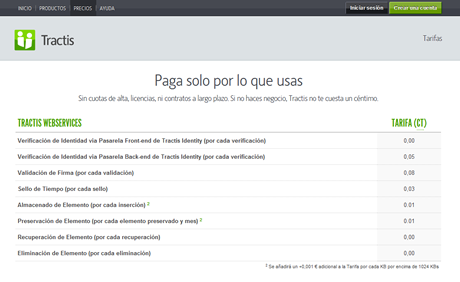 INICIO | PRODUCTOS | PRECIOS | AYUDA
Iniciar sesión Crear una cuenta
Tractis
Tarifas
Paga solo por lo que usas
Sin cuotas de alta, licencias, ni contratos a largo plazo. Si no haces negocio, Tractis no te cuesta un céntimo.
TRACTIS WEBSERVICES TARIFA (CT)
Verificación de Identidad via Pasarela Front-end de Tractis Identity (por cada verificación) 0,00
Verificación de Identidad via Pasarela Back-end de Tractis Identity (por cada verificación) 0,05
Validación de Firma (por cada validación) 0,08
Sello de Tiempo (por cada sello) 0,03
Almacenado de Elemento (por cada inserción) 2 0.01
Preservación de Elemento (por cada elemento preservado y mes) 2 0.01
Recuperación de Elemento (por cada recuperación) 0,00
Eliminación de Elemento (por cada eliminación) 0,00
2 Se añadirá un +0,001 € adicional a la Tarifa por cada KB por encima de 1024 KBs